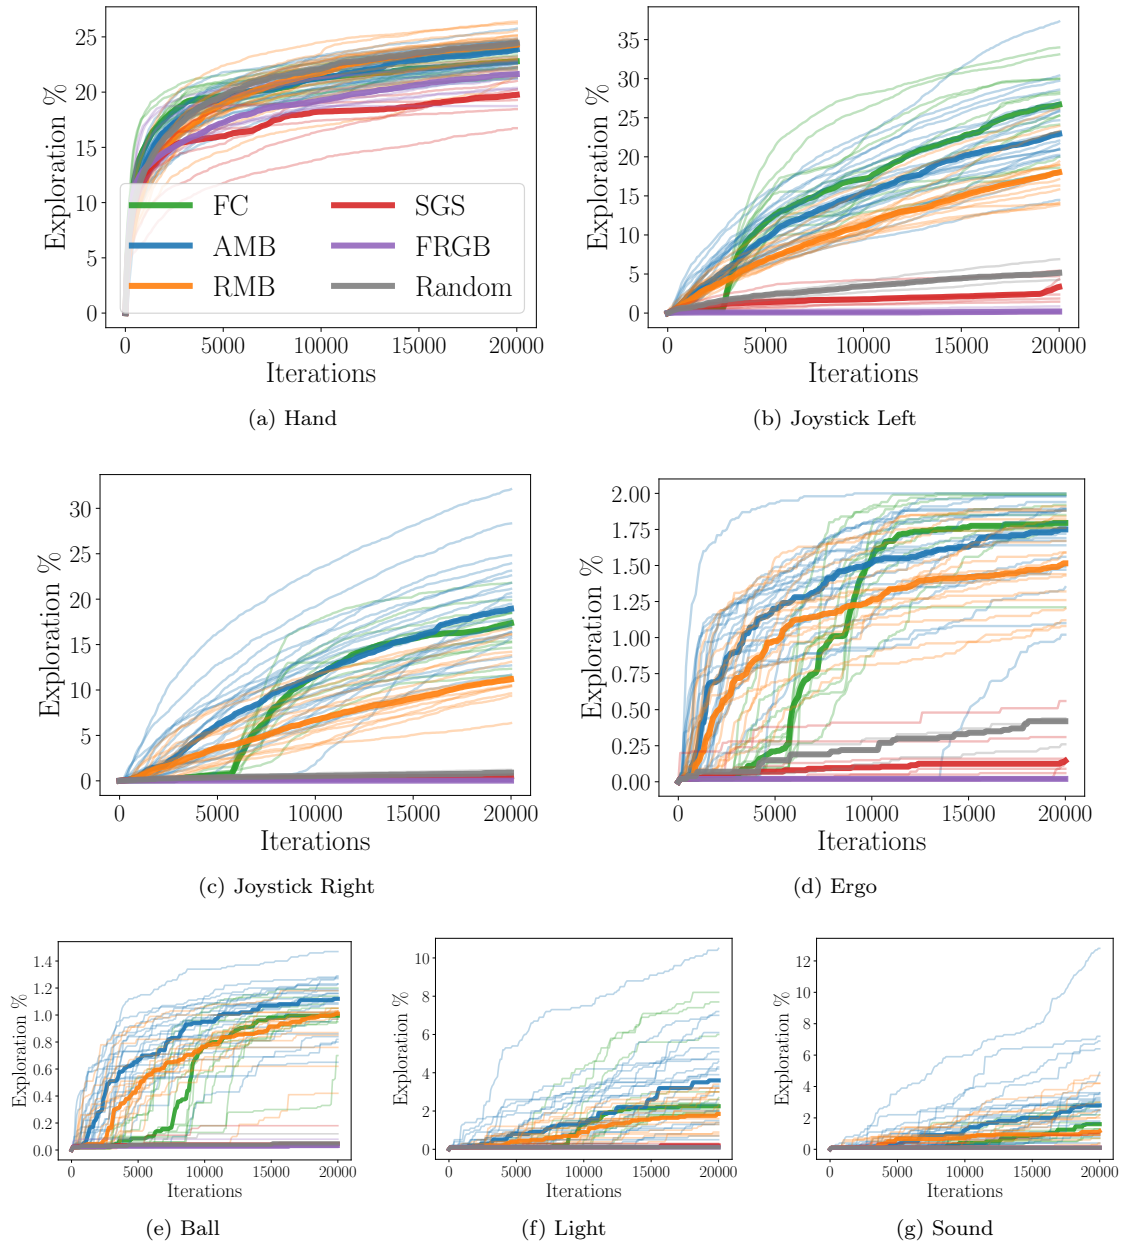 Exploration %
25
20
15
10
5
0
FC
AMB
RMB
SGS
FRGB
Random
0 5000 10000 15000 20000
Iterations
(a) Hand
Exploration %
35
30
25
20
15
10
5
0
0 5000 10000 15000 20000
Iterations
(b) Joystick Left
Exploration %
30
25
20
15
10
5
0
0 5000 10000 15000 20000
Iterations
(c) Joystick Right
Exploration %
2.00
1.75
1.50
1.25
1.00
0.75
0.50
0.25
0.00
0 5000 10000 15000 20000
Iterations
(d) Ergo
Exploration %
1.4
1.2
1.0
0.8
0.6
0.4
0.2
0.0
0 5000 10000 15000 20000
Iterations
(e) Ball
Exploration %
10
8
6
4
2
0
0 5000 10000 15000 20000
Iterations
(f) Light
Exploration %
12
10
8
6
4
2
0
0 5000 10000 15000 20000
Iterations
(g) Sound